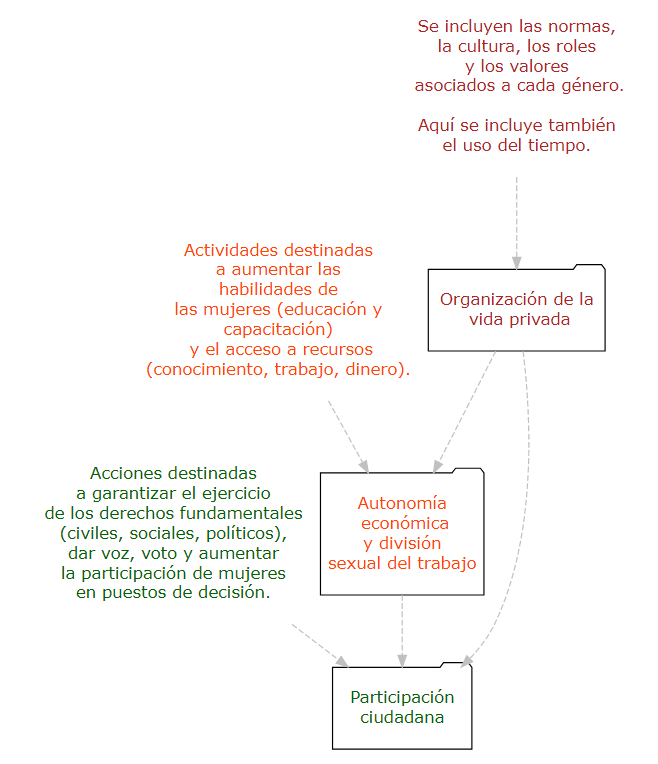 Se incluyen las normas,
la cultura, los roles
y los valores
asociados a cada género.
Aquí se incluye también
el uso del tiempo.
Actividades destinadas
a aumentar las
habilidades de
las mujeres (educación y
capacitación)
y el acceso a recursos
(conocimiento, trabajo, dinero).
Organización de la
vida privada
Acciones destinadas
a garantizar el ejercicio
de los derechos fundamentales
(civiles, sociales, políticos),
dar voz, voto y aumentar
la participación de mujeres
en puestos de decisión.
Autonomía
económica
y división
sexual del trabajo
Participación
ciudadana